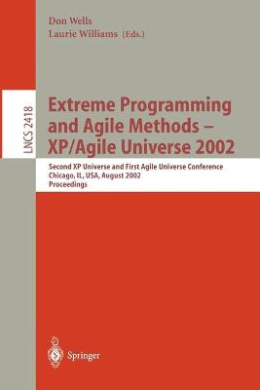 Don Wells
Laurie Williams (Eds.)
LNCS 2418
Extreme Programming
and Agile Methods –
XP/Agile Universe 2002
Second XP Universe and First Agile Universe Conference
Chicago, IL, USA, August 2002
Proceedings
Springer